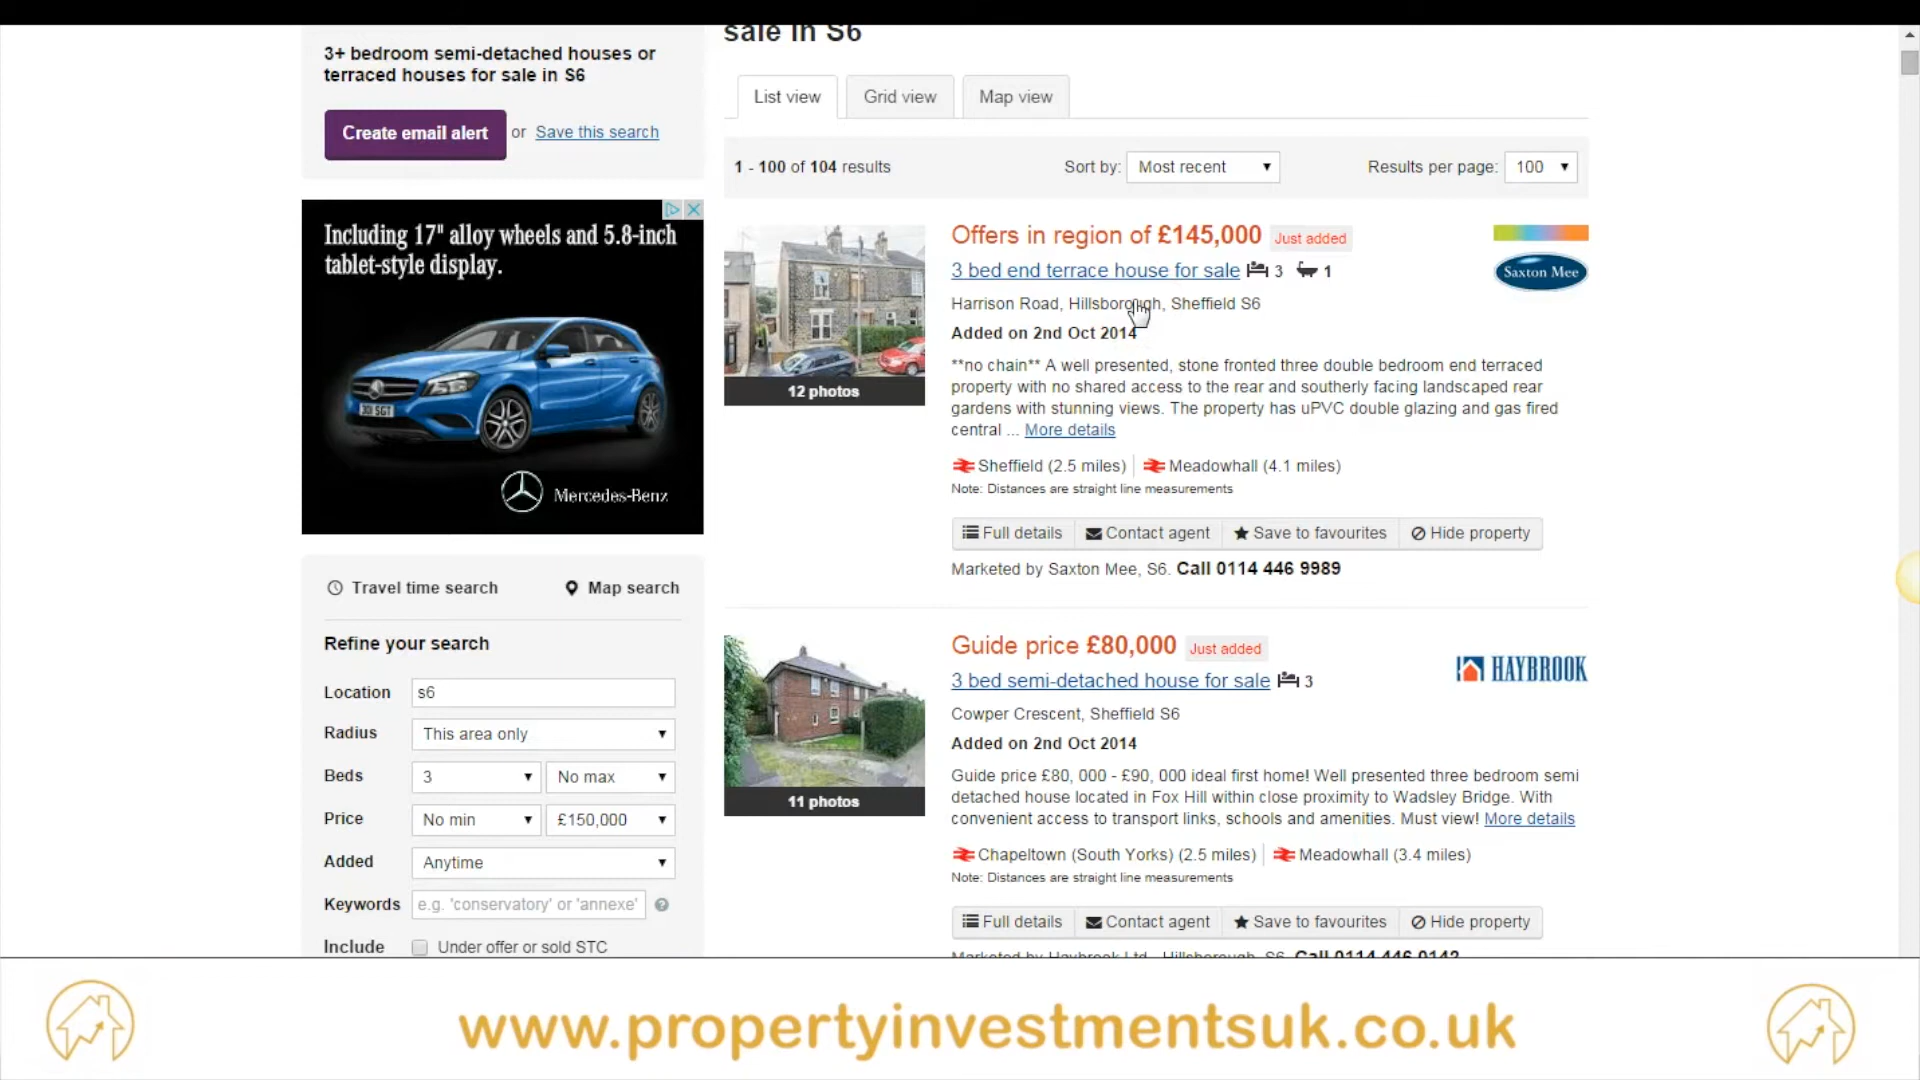 sale in S6
3+ bedroom semi-detached houses or
terraced houses for sale in S6
Create email alert or Save this search
List view Grid view Map view
1 - 100 of 104 results Sort by: Most recent Results per page: 100
Including 17" alloy wheels and 5.8-inch
tablet-style display.
301 5GT
Mercedes-Benz
Offers in region of £145,000 Just added
3 bed end terrace house for sale 3 1
Saxton Mee
Harrison Road, Hillsborough, Sheffield S6
Added on 2nd Oct 2014
12 photos
**no chain** A well presented, stone fronted three double bedroom end terraced
property with no shared access to the rear and southerly facing landscaped rear
gardens with stunning views. The property has uPVC double glazing and gas fired
central ... More details
Sheffield (2.5 miles) Meadowhall (4.1 miles)
Note: Distances are straight line measurements
Full details Contact agent Save to favourites Hide property
Marketed by Saxton Mee, S6. Call 0114 446 9989
Travel time search Map search
Refine your search
Location s6
Radius This area only
Beds 3 No max
Price No min £150,000
Added Anytime
Keywords e.g. 'conservatory' or 'annexe'
Include Under offer or sold STC
Guide price £80,000 Just added
3 bed semi-detached house for sale 3
HAYBROOK
Cowper Crescent, Sheffield S6
Added on 2nd Oct 2014
11 photos
Guide price £80, 000 - £90, 000 ideal first home! Well presented three bedroom semi
detached house located in Fox Hill within close proximity to Wadsley Bridge. With
convenient access to transport links, schools and amenities. Must view! More details
Chapeltown (South Yorks) (2.5 miles) Meadowhall (3.4 miles)
Note: Distances are straight line measurements
Full details Contact agent Save to favourites Hide property
Marketed by Haybrook Ltd - Hillsborough, S6. Call 0114 446 0142
www.propertyinvestmentsuk.co.uk